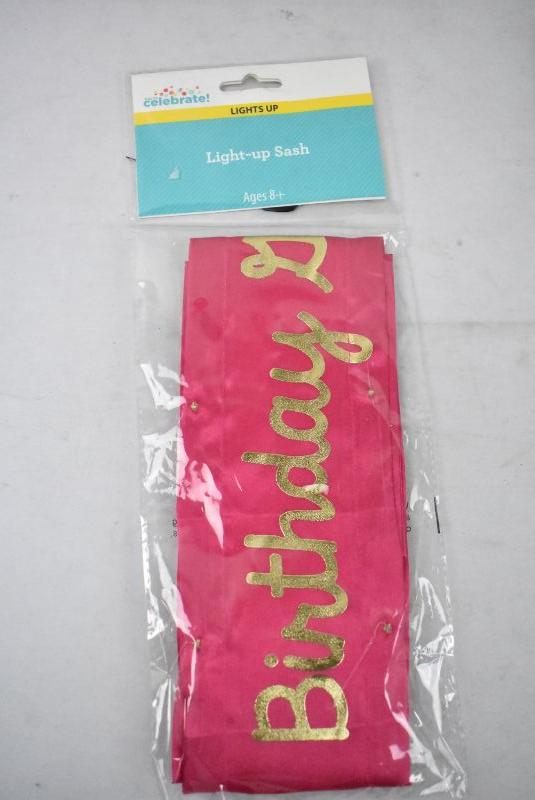 celebrate!
LIGHTS UP
Light-up Sash
Ages 8+
Birthday